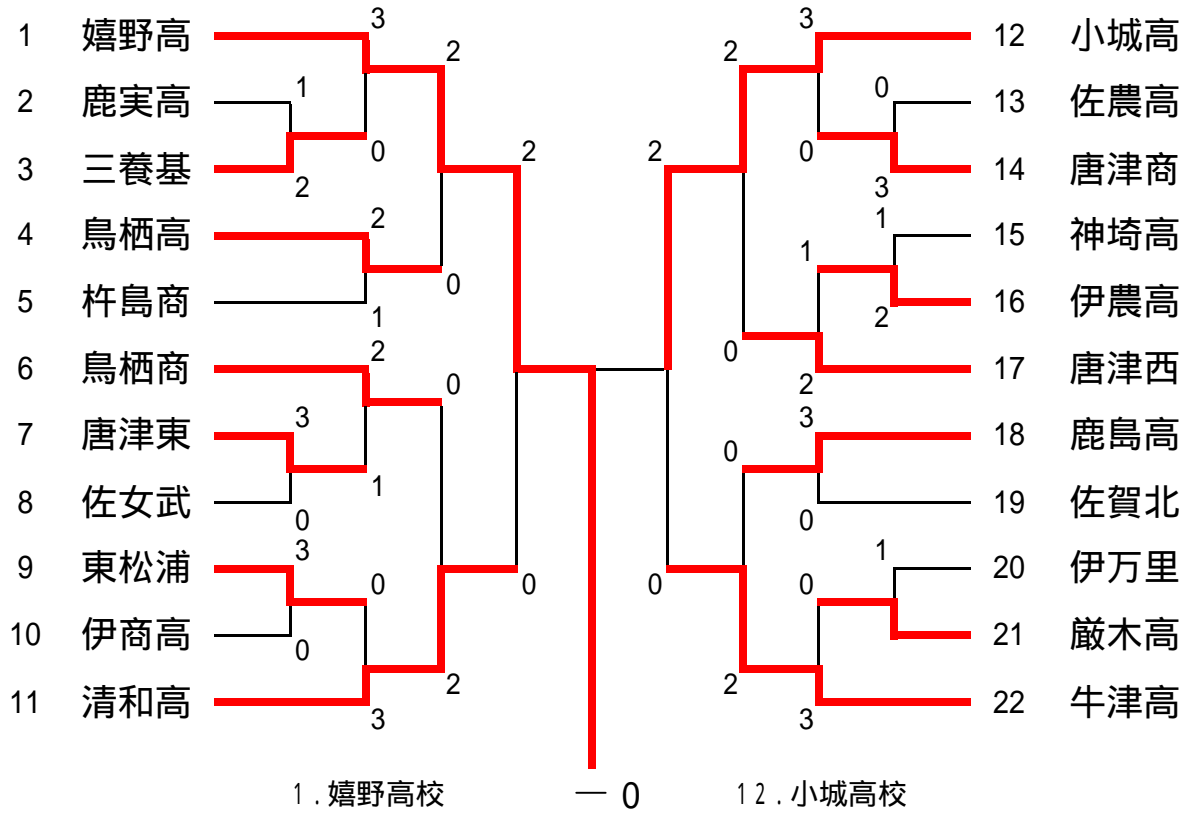 3 3
1 嬉野高 2 2 12 小城高
2 鹿実高 1 0 13 佐農高
0 2 2 0
3 三養基 2 3 14 唐津商
4 鳥栖高 2 1 1 15 神埼高
0
5 杵島商 1 2 16 伊農高
2 0
6 鳥栖商 0 2 17 唐津西
7 唐津東 3 3 0 18 鹿島高
1
8 佐女武 0 0 19 佐賀北
9 東松浦 3 0 0 0 0 1 20 伊万里
10 伊商高 0 21 厳木高
2 2
11 清和高 3 3 22 牛津高
1.嬉野高校 — 0 12.小城高校